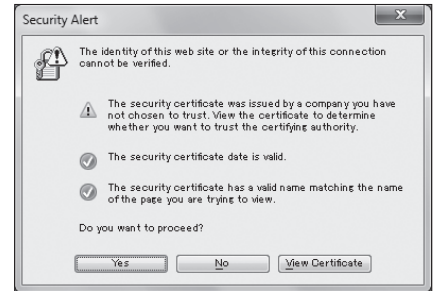 Security Alert
The identity of this web site or the integrity of this connection
cannot be verified.
The security certificate was issued by a company you have
not chosen to trust. View the certificate to determine
whether you want to trust the certifying authority.
The security certificate date is valid.
The security certificate has a valid name matching the name
of the page you are trying to view.
Do you want to proceed?
Yes
No
View Certificate